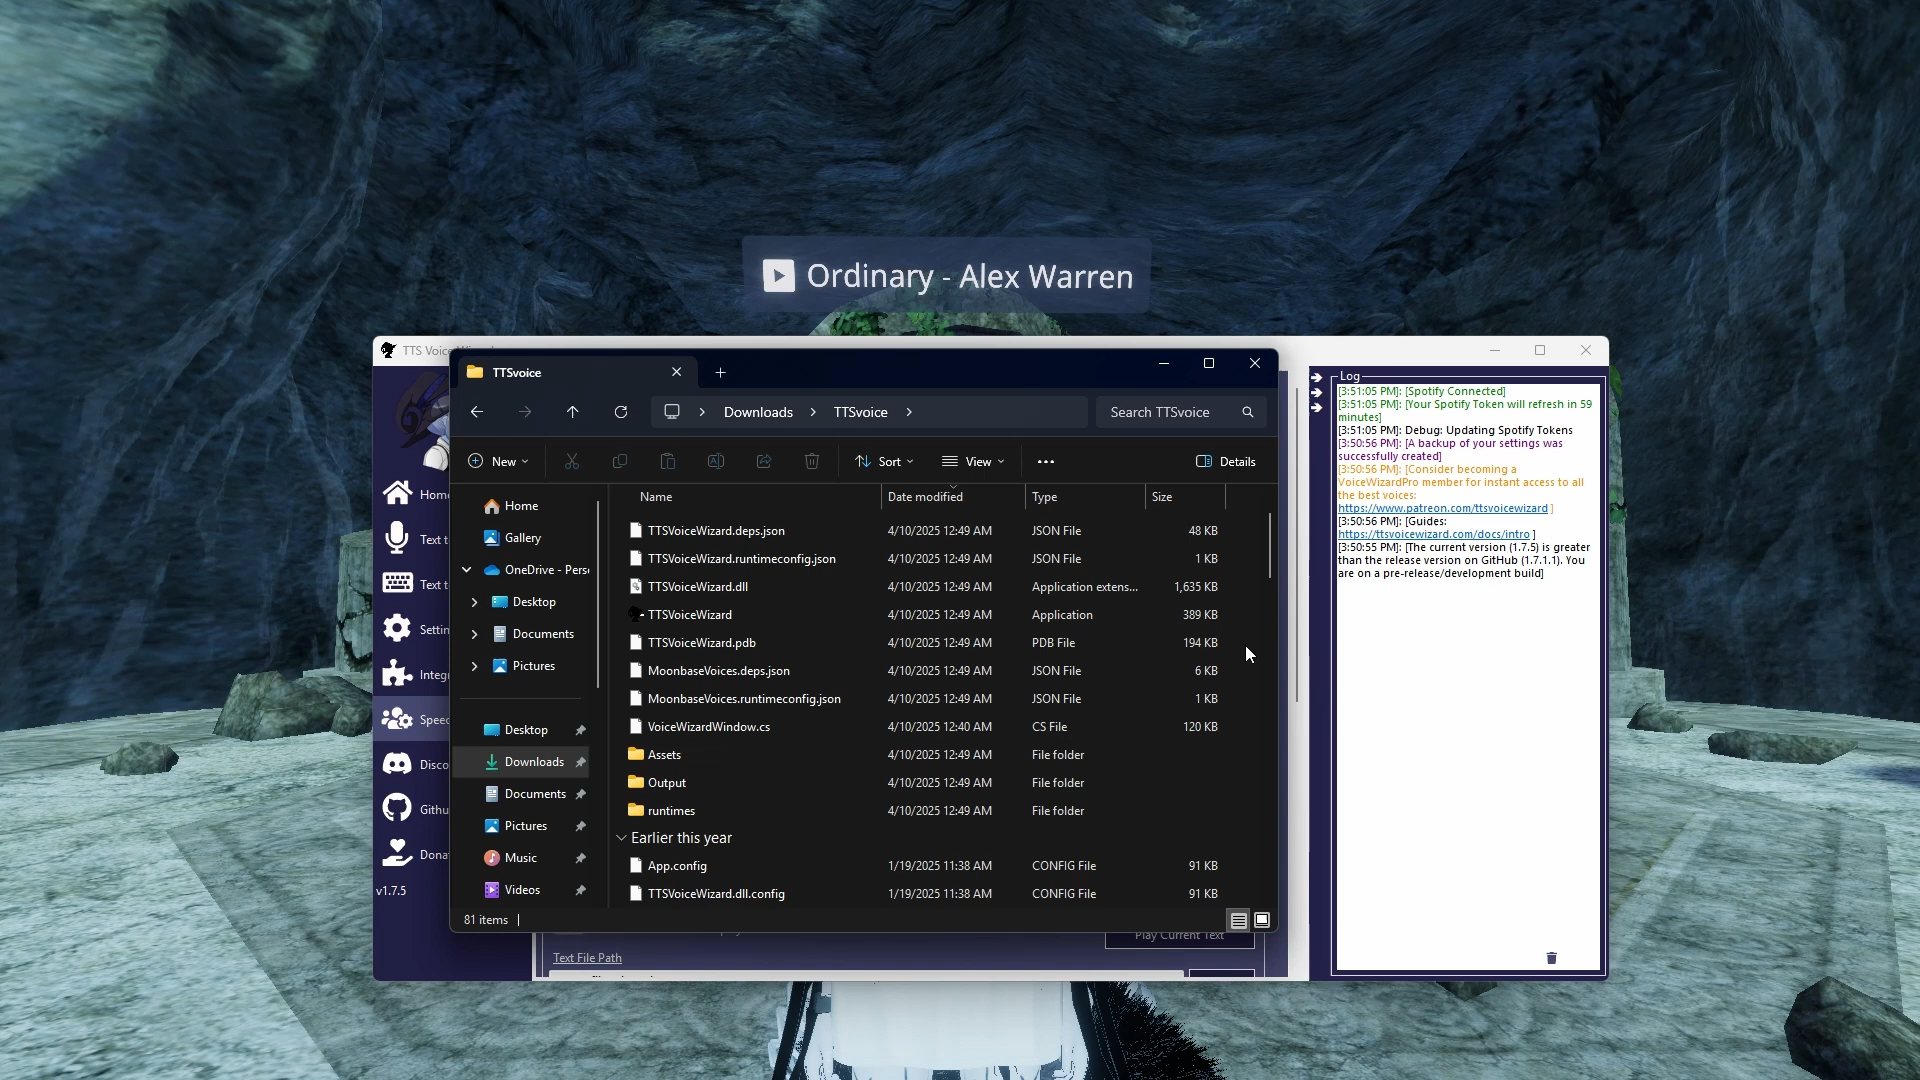 Ordinary - Alex Warren
TTS Voice
TTSvoice
Downloads
TTSvoice
Search TTSvoice
New
Sort
View
Details
Home
Gallery
OneDrive - Pers
Desktop
Documents
Pictures
Desktop
Downloads
Documents
Pictures
Music
Videos
Name Date modified Type Size
TTSVoiceWizard.deps.json 4/10/2025 12:49 AM JSON File 48 KB
TTSVoiceWizard.runtimeconfig.json 4/10/2025 12:49 AM JSON File 1 KB
TTSVoiceWizard.dll 4/10/2025 12:49 AM Application extens... 1,635 KB
TTSVoiceWizard 4/10/2025 12:49 AM Application 389 KB
TTSVoiceWizard.pdb 4/10/2025 12:49 AM PDB File 194 KB
MoonbaseVoices.deps.json 4/10/2025 12:49 AM JSON File 6 KB
MoonbaseVoices.runtimeconfig.json 4/10/2025 12:49 AM JSON File 1 KB
VoiceWizardWindow.cs 4/10/2025 12:40 AM CS File 120 KB
Assets 4/10/2025 12:49 AM File folder
Output 4/10/2025 12:49 AM File folder
runtimes 4/10/2025 12:49 AM File folder
Earlier this year
App.config 1/19/2025 11:38 AM CONFIG File 91 KB
TTSVoiceWizard.dll.config 1/19/2025 11:38 AM CONFIG File 91 KB
81 items
Home
Text t
Text t
Settin
Integ
Speec
Disco
Githu
Dona
v1.7.5
Play Current Text
Text File Path
Log
[3:51:05 PM]: [Spotify Connected]
[3:51:05 PM]: [Your Spotify Token will refresh in 59
minutes]
[3:51:05 PM]: Debug: Updating Spotify Tokens
[3:50:56 PM]: [A backup of your settings was
successfully created]
[3:50:56 PM]: [Consider becoming a
VoiceWizardPro member for instant access to all
the best voices:
https://www.patreon.com/ttsvoicewizard ]
[3:50:56 PM]: [Guides:
https://ttsvoicewizard.com/docs/intro ]
[3:50:55 PM]: [The current version (1.7.5) is greater
than the release version on GitHub (1.7.1.1). You
are on a pre-release/development build]